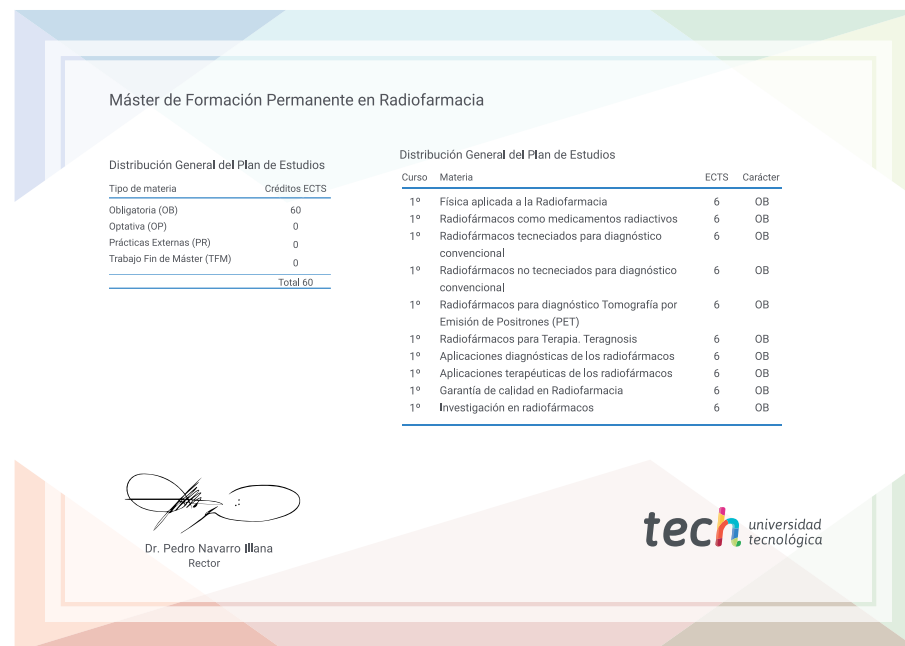 Máster de Formación Permanente en Radiofarmacia
Distribución General del Plan de Estudios
Tipo de materia Créditos ECTS
Obligatoria (OB) 60
Optativa (OP) 0
Prácticas Externas (PR) 0
Trabajo Fin de Máster (TFM) 0
Total 60
Distribución General del Plan de Estudios
Curso Materia ECTS Carácter
1º Física aplicada a la Radiofarmacia 6 OB
1º Radiofármacos como medicamentos radiactivos 6 OB
1º Radiofármacos tecneciados para diagnóstico 6 OB
convencional
1º Radiofármacos no tecneciados para diagnóstico 6 OB
convencional
1º Radiofármacos para diagnóstico Tomografía por 6 OB
Emisión de Positrones (PET)
1º Radiofármacos para Terapia. Teragnosis 6 OB
1º Aplicaciones diagnósticas de los radiofármacos 6 OB
1º Aplicaciones terapéuticas de los radiofármacos 6 OB
1º Garantía de calidad en Radiofarmacia 6 OB
1º Investigación en radiofármacos 6 OB
Dr. Pedro Navarro Illana
Rector
tech universidad
tecnológica